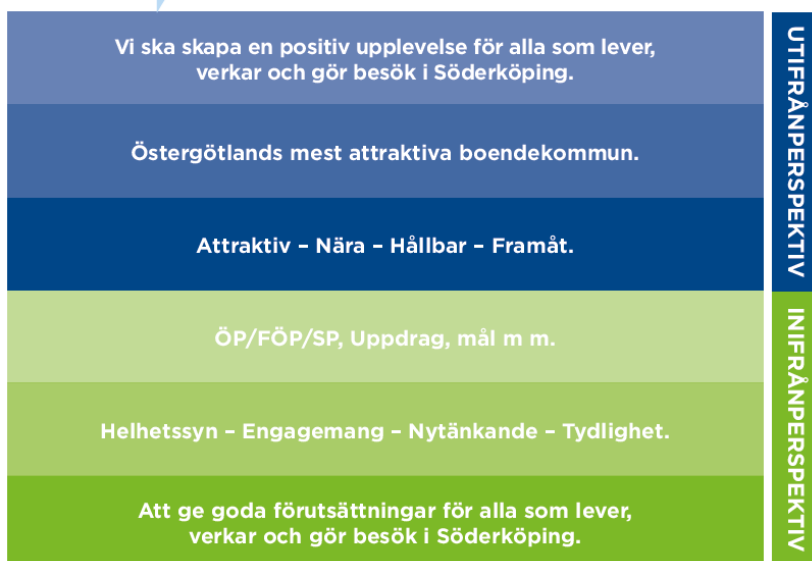 Vi ska skapa en positiv upplevelse för alla som lever,
verkar och gör besök i Söderköping.
Östergötlands mest attraktiva boendekommun.
Attraktiv – Nära – Hållbar – Framåt.
UTIFRÅNPERSPEKTIV
ÖP/FÖP/SP, Uppdrag, mål m m.
Helhetssyn – Engagemang – Nytänkande – Tydlighet.
Att ge goda förutsättningar för alla som lever,
verkar och gör besök i Söderköping.
INIFRÅNPERSPEKTIV